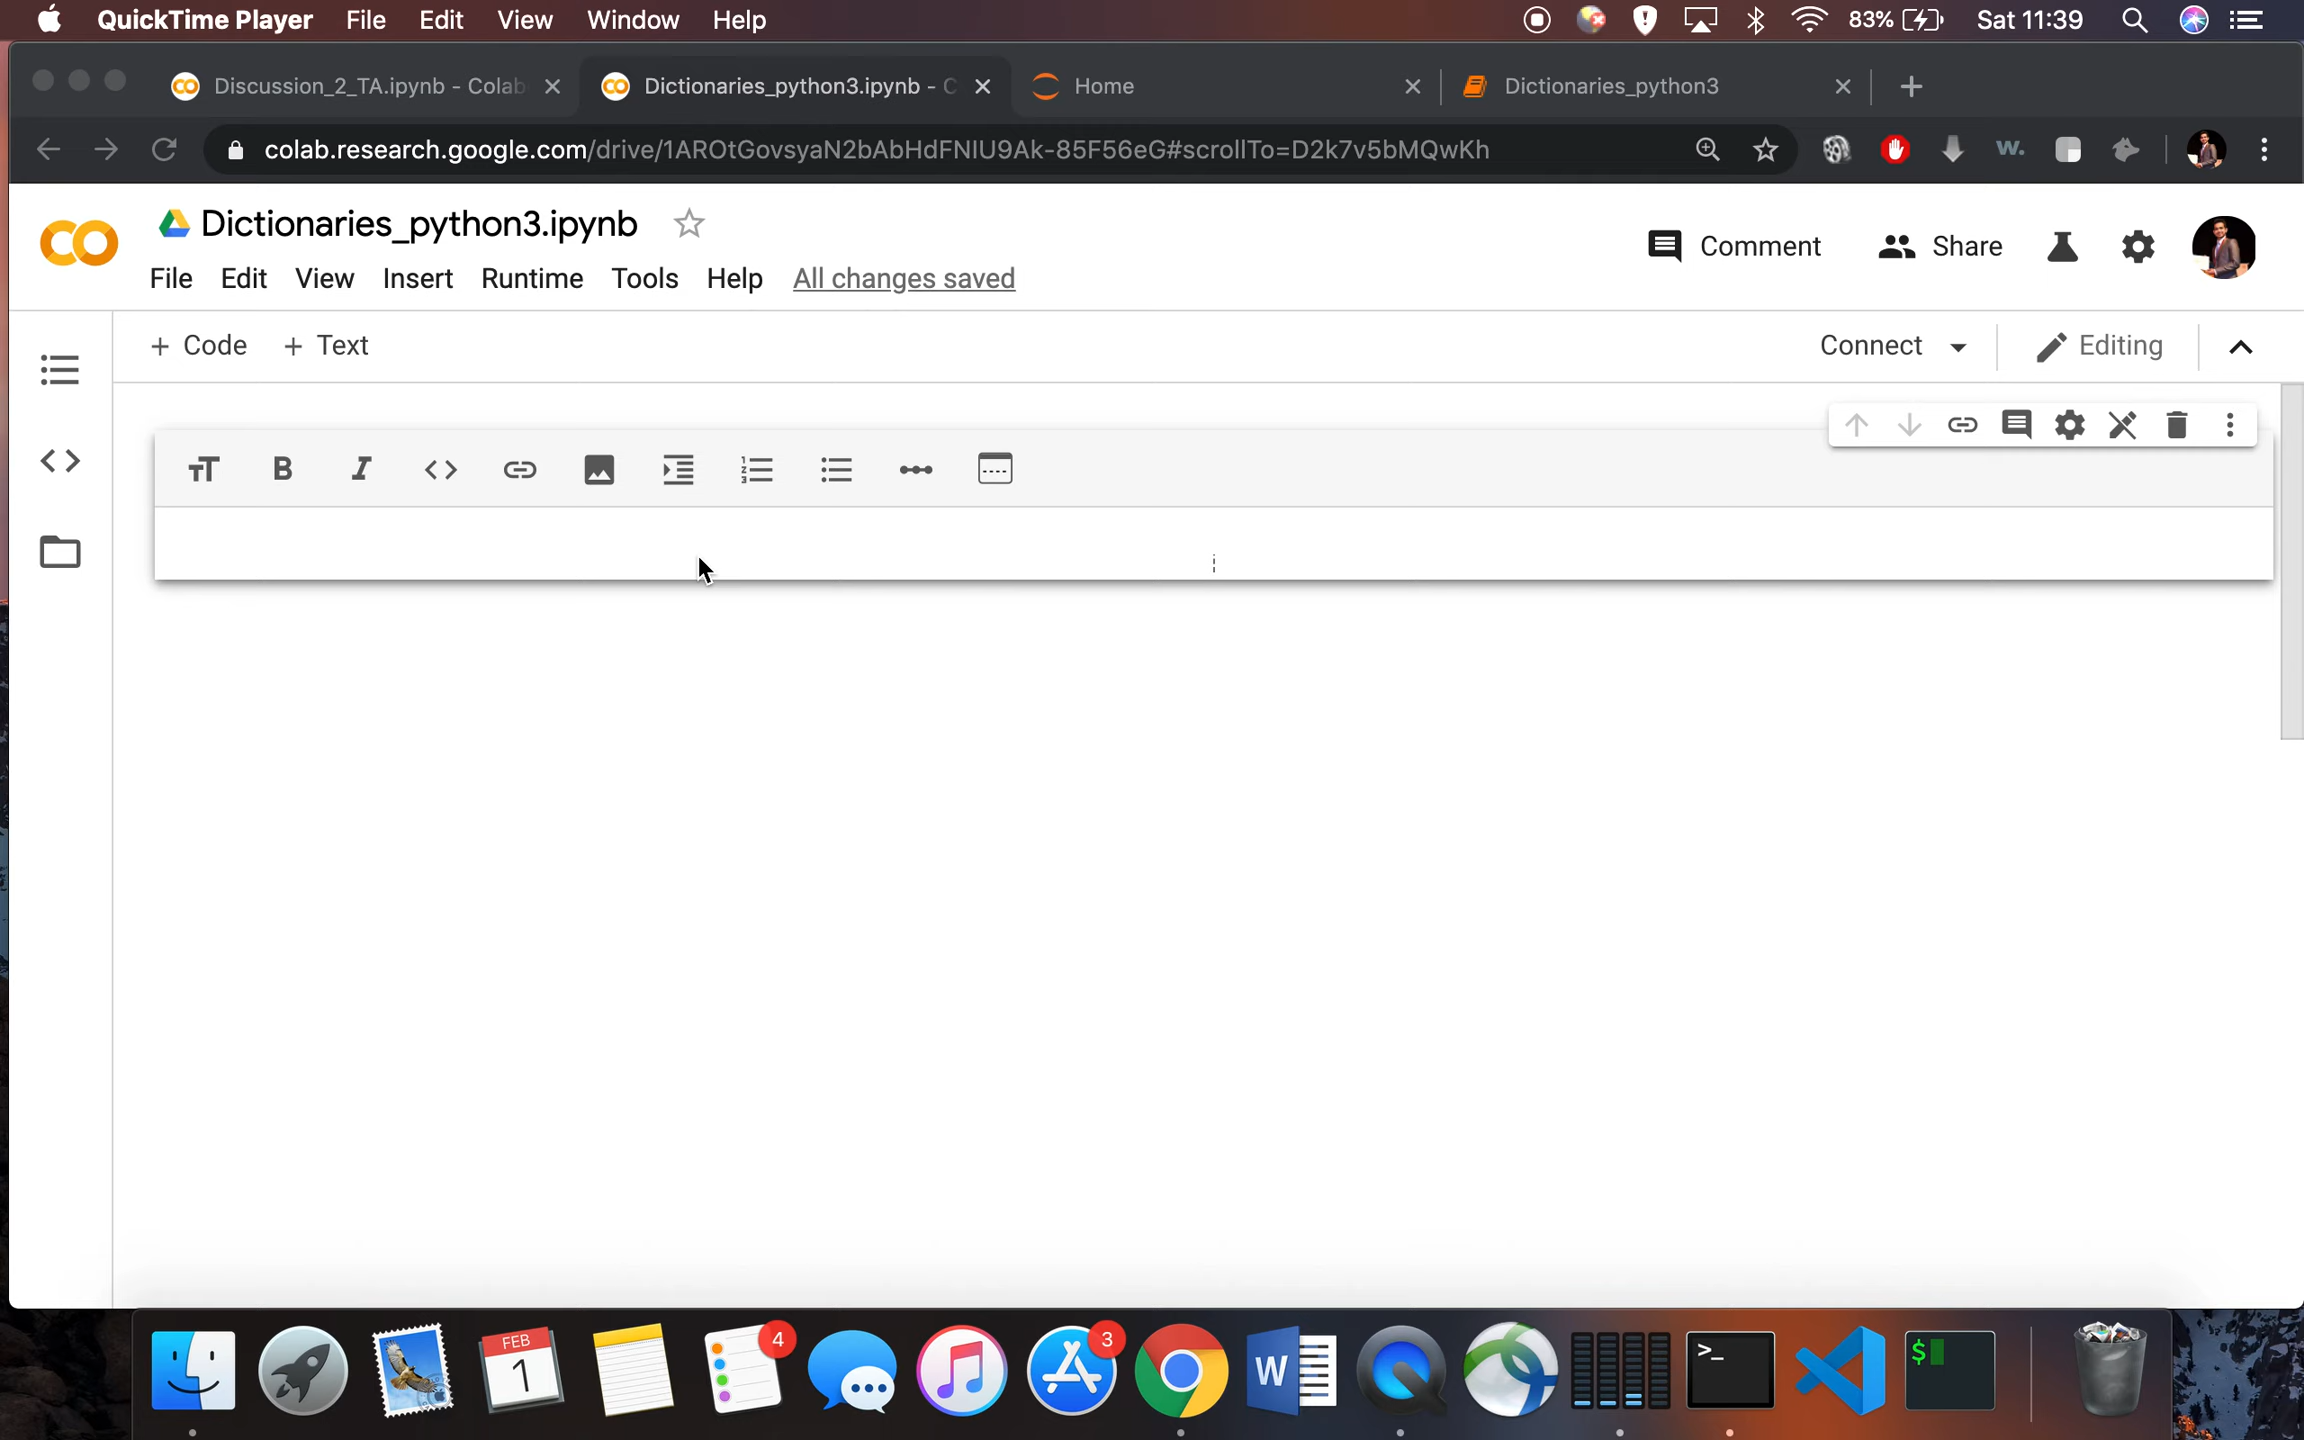 QuickTime Player File Edit View Window Help 83% Sat 11:39
Discussion_2_TA.ipynb - Colab Dictionaries_python3.ipynb - C Home Dictionaries_python3
colab.research.google.com/drive/1AROtGovsyaN2bAbHdFNIU9Ak-85F56eG#scrollTo=D2k7v5bMQwKh w.
Dictionaries_python3.ipynb
Comment Share
File Edit View Insert Runtime Tools Help All changes saved
+ Code + Text Connect Editing
B I
FEB
1
4
3
W
>_
$